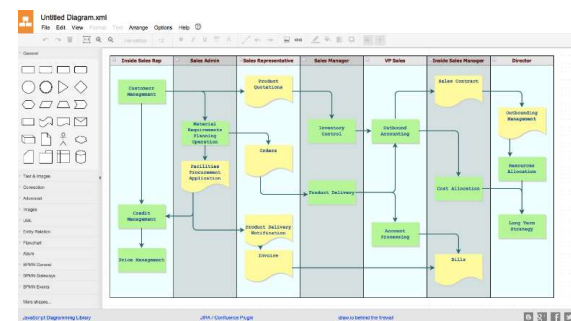 Untitled Diagram.xml
File Edit View Format Text Arrange Options Help
General
Text & Images
Connection
Advanced
Images
UML
Entity Relation
Flowchart
Atom
BPMN General
BPMN Gateways
BPMN Events
More shapes...
Inside Sales Rep
Sales Admin
Sales Representative
Sales Manager
VP Sales
Inside Sales Manager
Director
Customer
Management
Product
Quotations
Sales Contract
Outbounding
Management
Material
Requirements
Planning
Operation
Inventory
Control
Outbound
Accounting
Orders
Facilities
Procurement
Application
Resources
Allocation
Product Delivery
Cost Allocation
Credit
Management
Product Delivery
Notification
Account
Processing
Long Term
Strategy
Price Management
Invoice
Bills
JavaScript Diagramming Library
JIRA / Confluence Plugin
draw.io behind the firewall